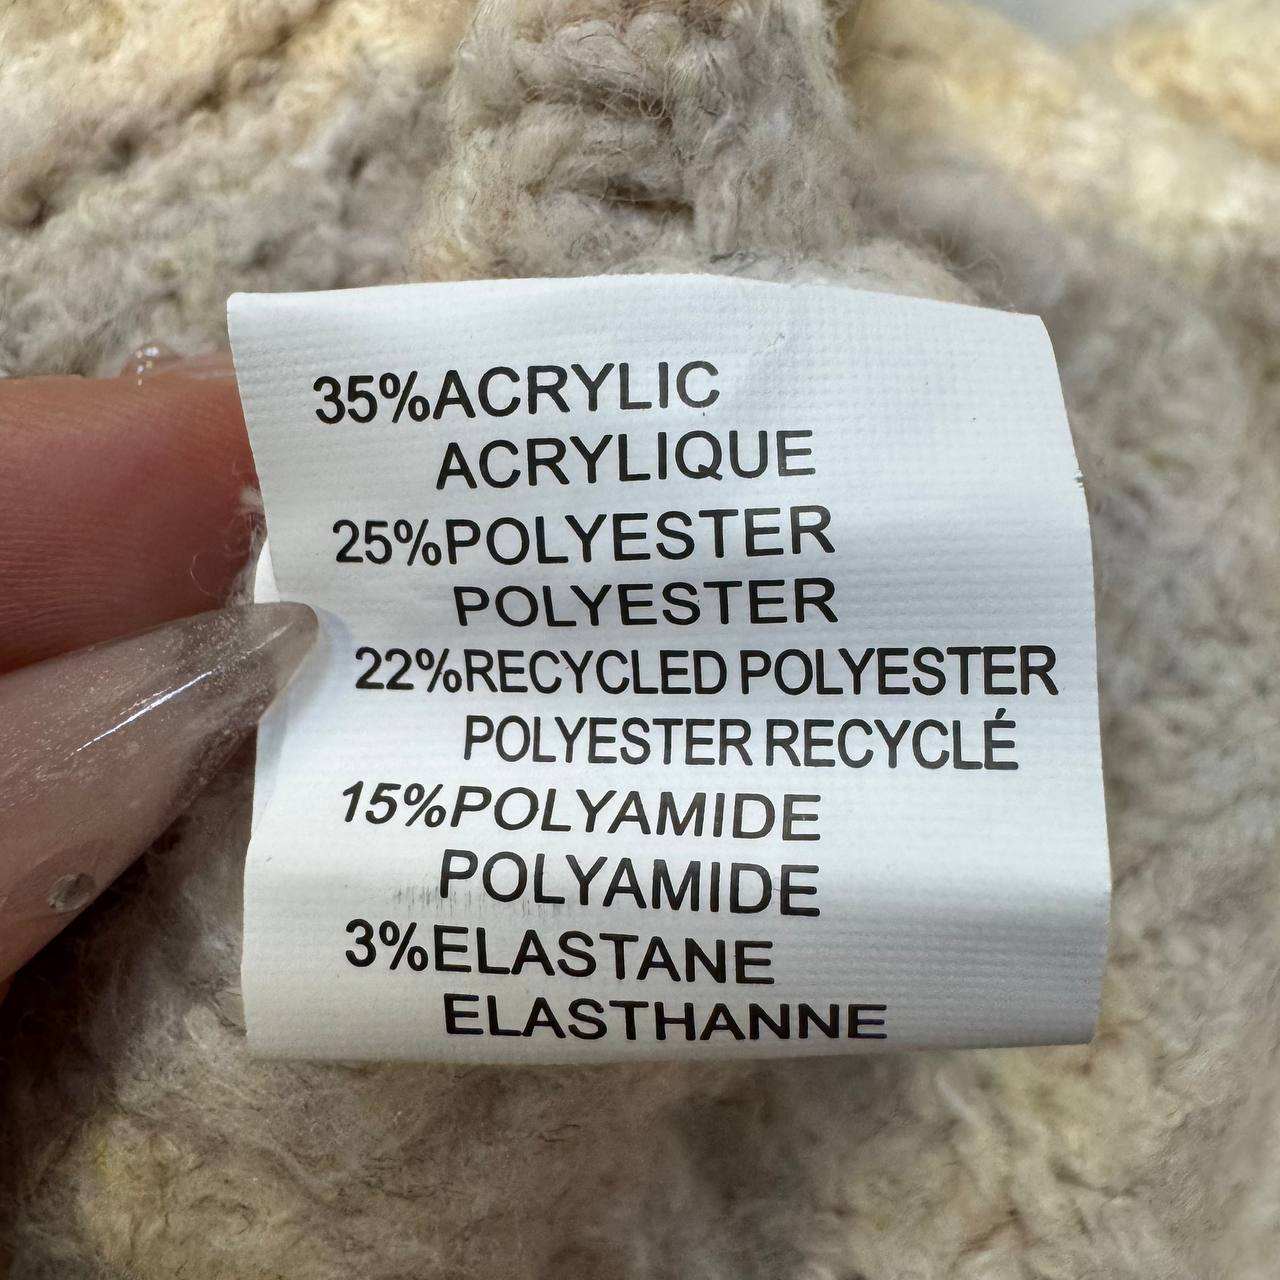 35%ACRYLIC
ACRYLIQUE
25%POLYESTER
POLYESTER
22%RECYCLED POLYESTER
POLYESTER RECYCLÉ
15%POLYAMIDE
POLYAMIDE
3%ELASTANE
ELASTHANNE